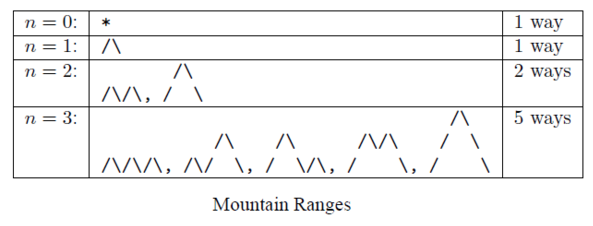 n = 0: * 1 way
n = 1: /\ 1 way
n = 2: /\ 2 ways
/\/\, / \
n = 3: /\ 5 ways
/\ /\ /\/\ / \
/\/\/\, /\/ \, / \/\, / \, / \
Mountain Ranges